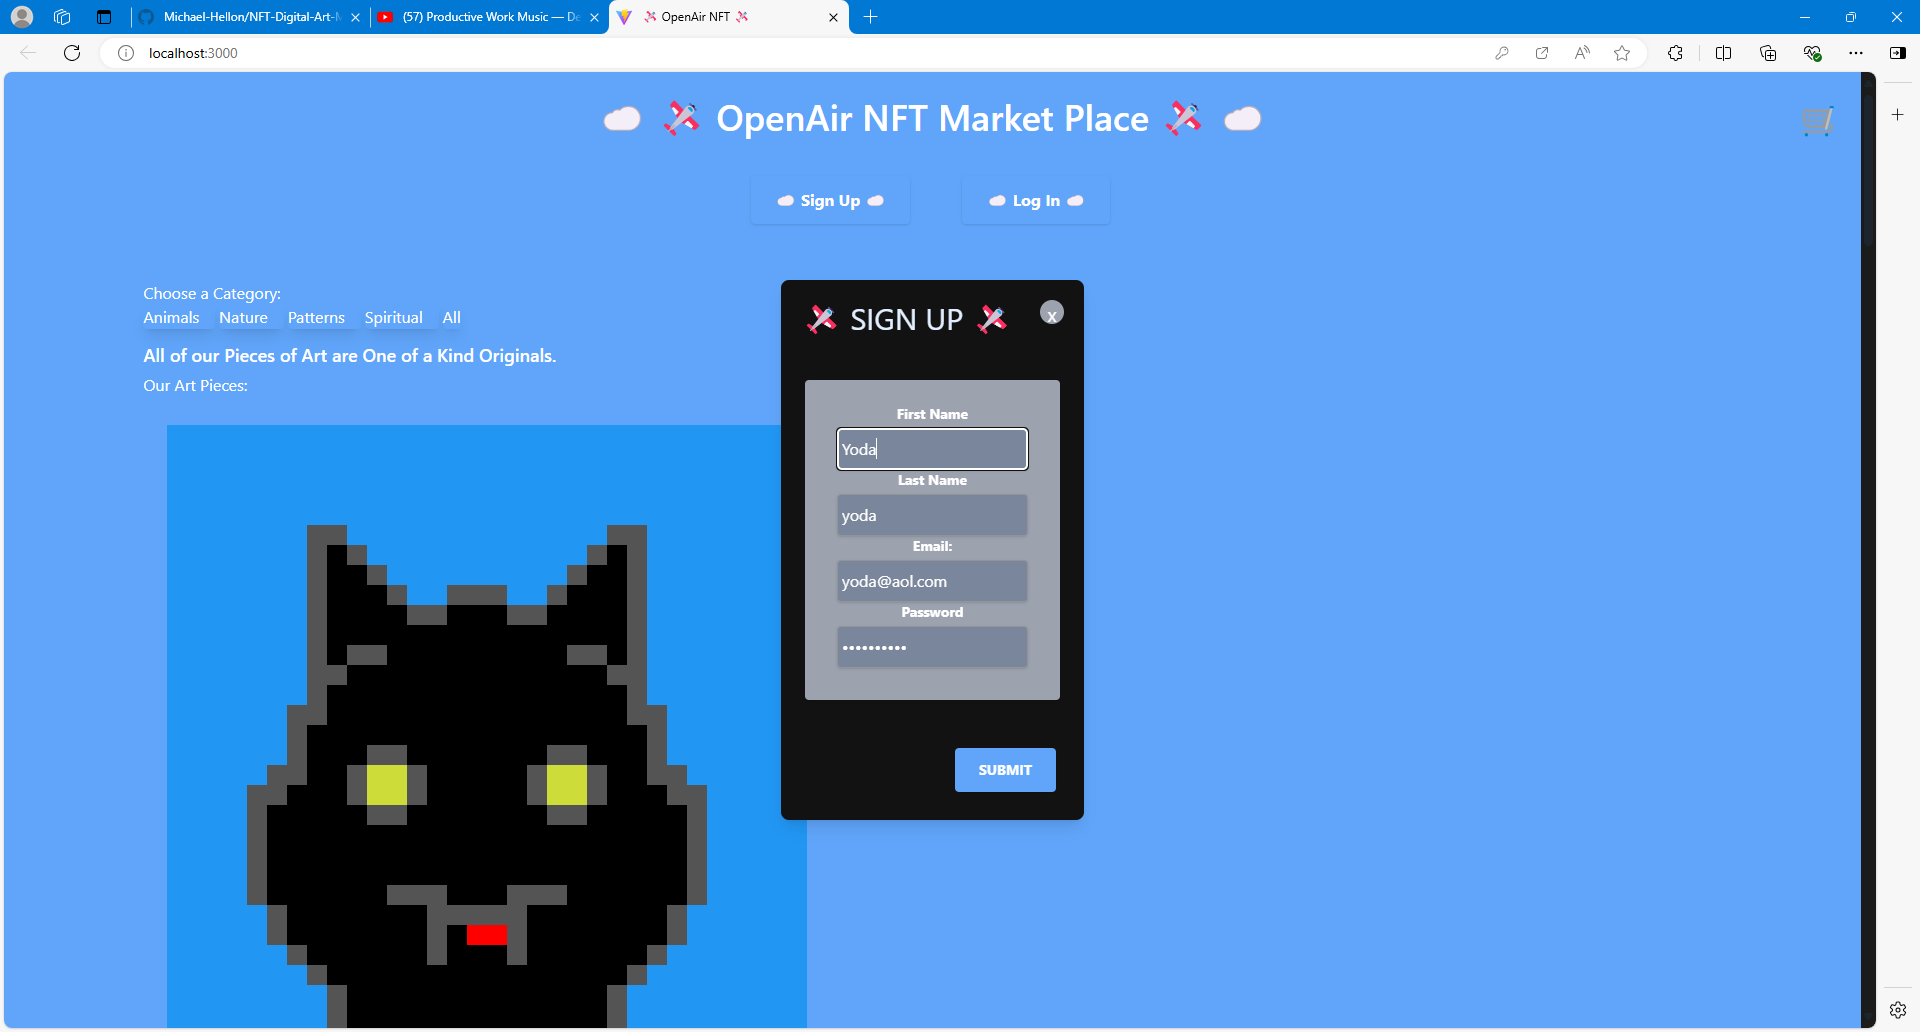 Michael-Hellon/NFT-Digital-Art-M
(57) Productive Work Music — De
OpenAir NFT
localhost:3000
OpenAir NFT Market Place
Sign Up
Log In
Choose a Category:
Animals Nature Patterns Spiritual All
All of our Pieces of Art are One of a Kind Originals.
Our Art Pieces:
SIGN UP
x
First Name
Yoda
Last Name
yoda
Email:
yoda@aol.com
Password
••••••••••
SUBMIT